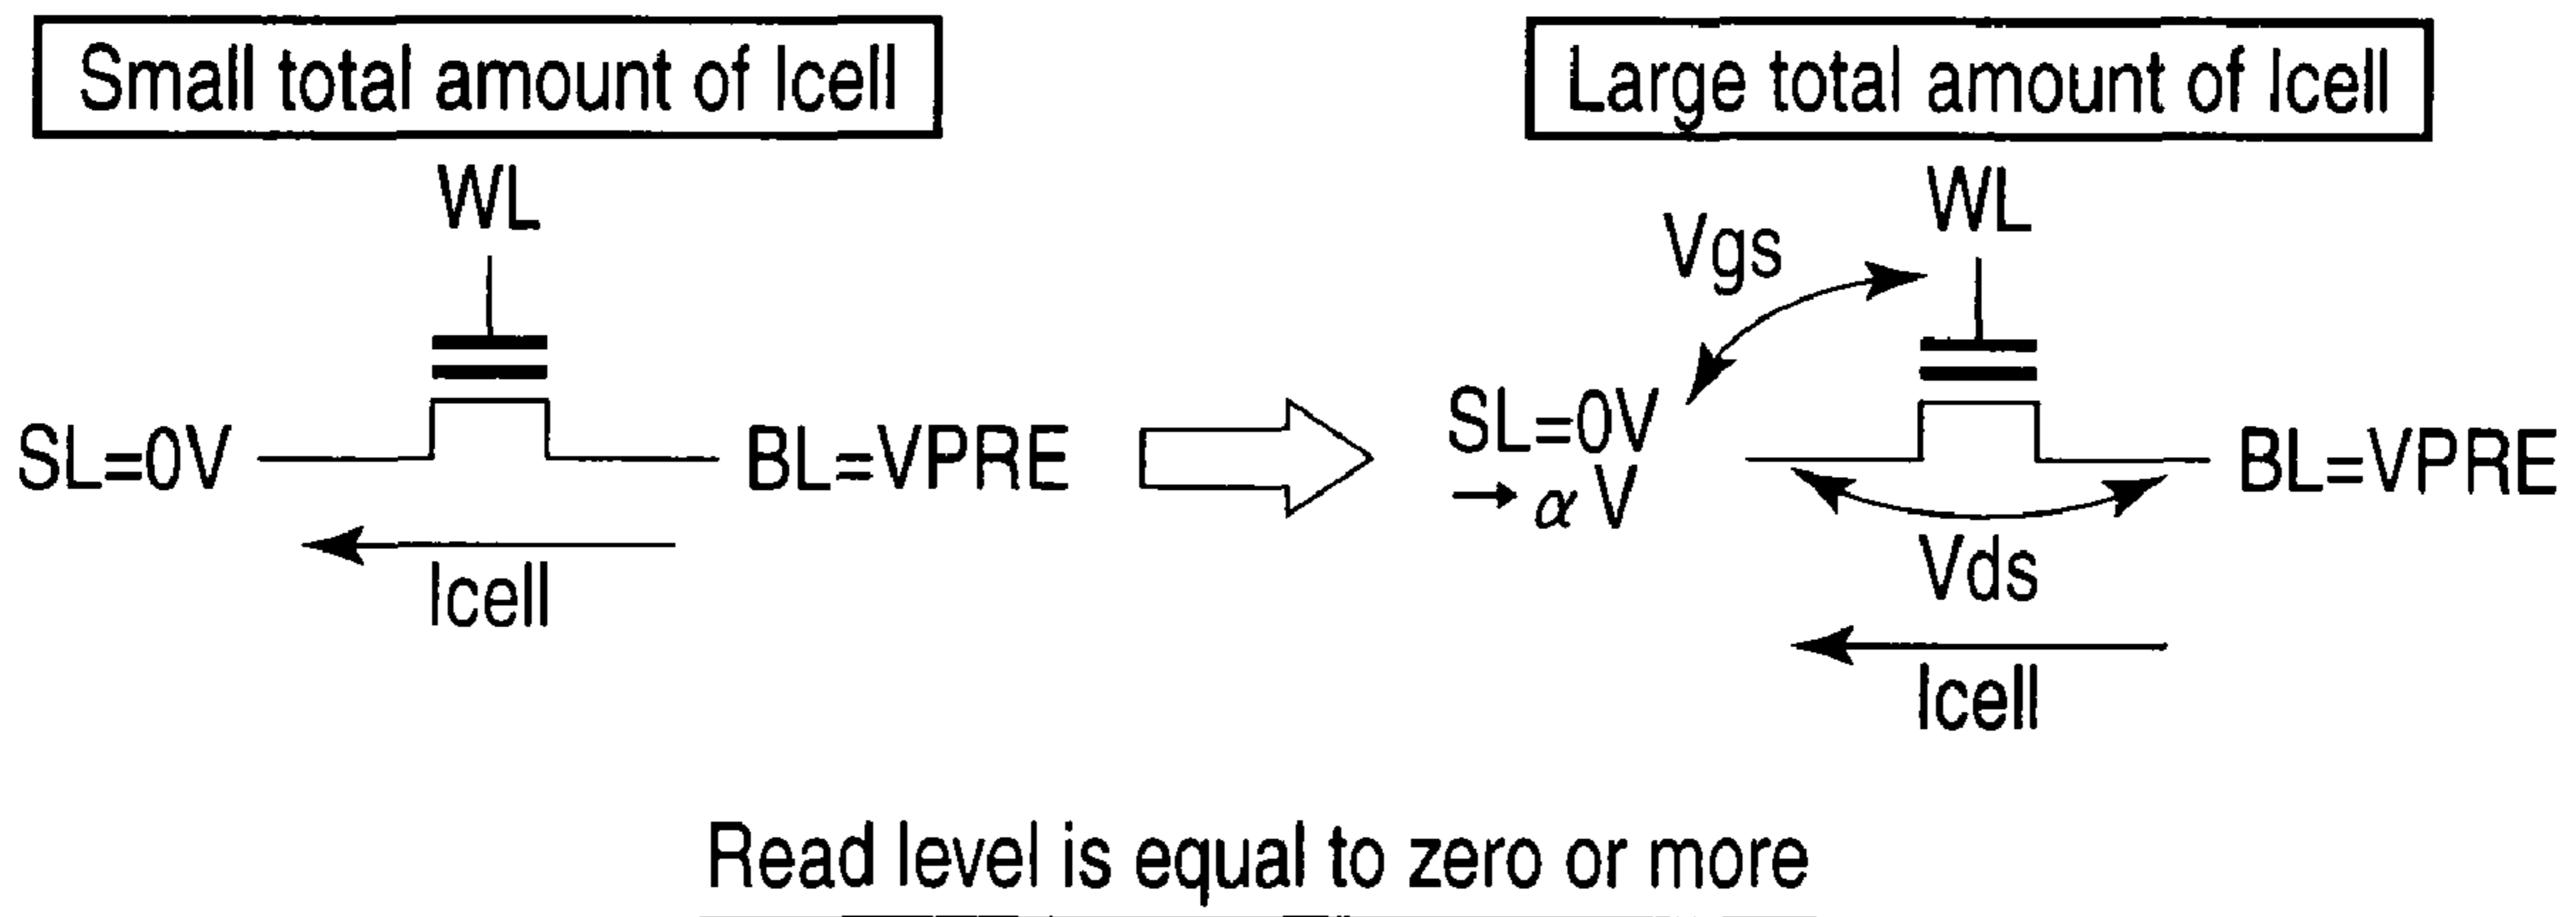 Small total amount of Icell
WL
SL=0V
BL=VPRE
Icell
Large total amount of Icell
WL
Vgs
SL=0V
→ α V
BL=VPRE
Vds
Icell
Read level is equal to zero or more